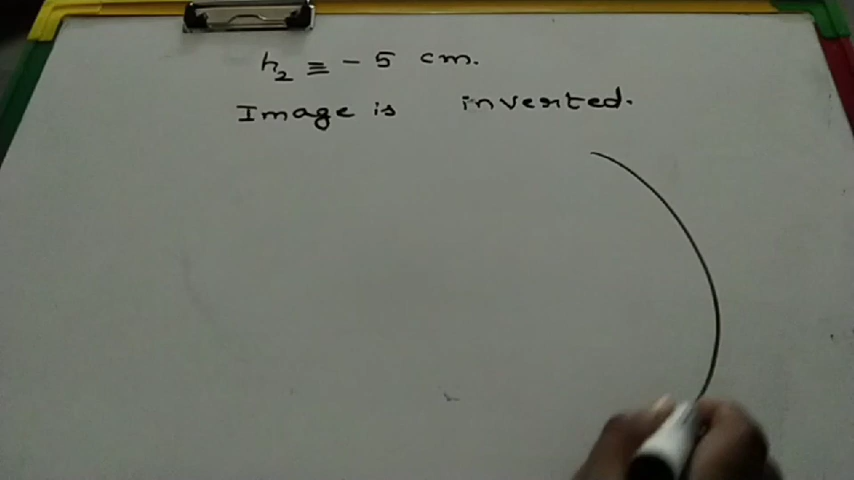 h₂ = - 5 cm.
Image is inverted.